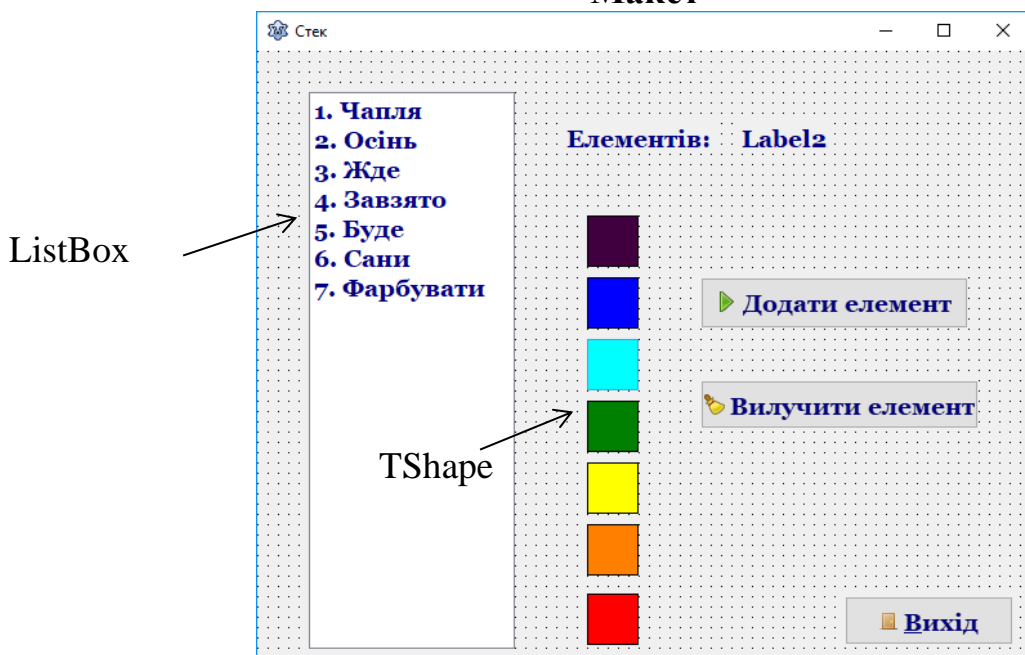 Макет
Стек
1. Чапля
2. Осінь
3. Жде
4. Завзято
5. Буде
6. Сани
7. Фарбувати
Елементів: Label2
ListBox
Додати елемент
Вилучити елемент
TShape
Вихід